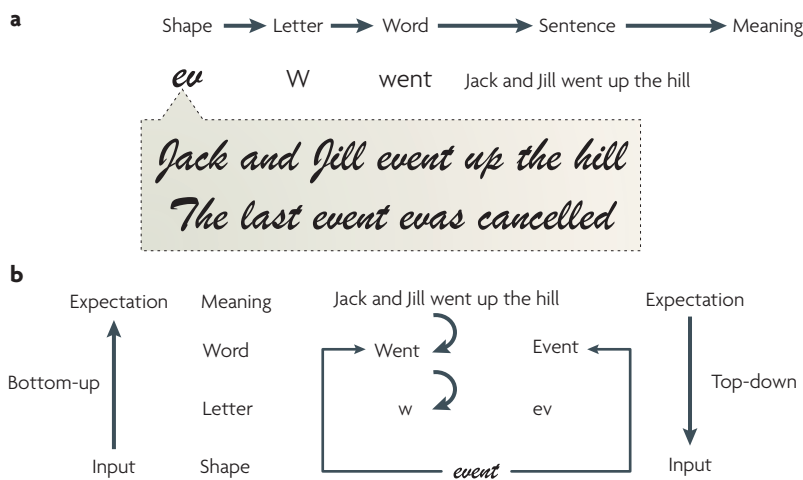 a
Shape Letter Word Sentence Meaning
ev W went Jack and Jill went up the hill
Jack and Jill event up the hill
The last event evas cancelled
b
Expectation Meaning Jack and Jill went up the hill Expectation
Word Went Event
Bottom-up Top-down
Letter w ev
Input Shape event Input